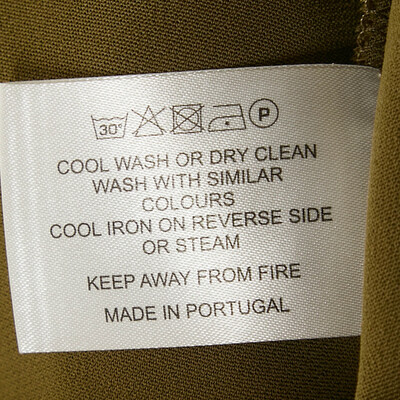 30° P
COOL WASH OR DRY CLEAN
WASH WITH SIMILAR
COLOURS
COOL IRON ON REVERSE SIDE
OR STEAM
KEEP AWAY FROM FIRE
MADE IN PORTUGAL